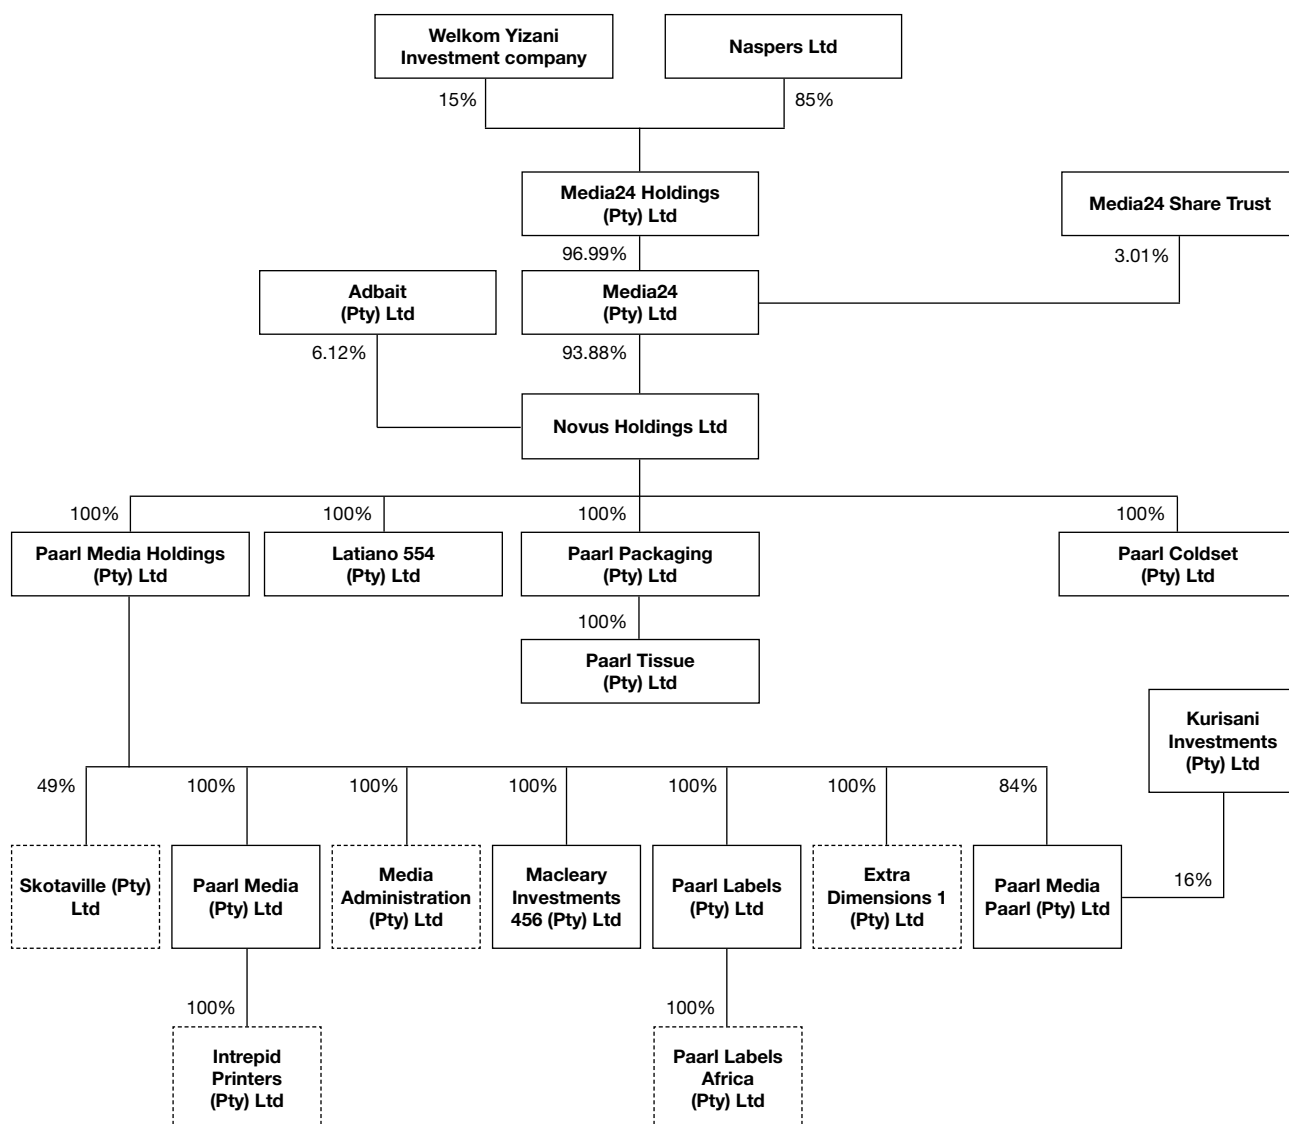 Welkom Yizani
Investment company
Naspers Ltd
15%
85%
Media24 Holdings
(Pty) Ltd
Media24 Share Trust
96.99%
3.01%
Adbait
(Pty) Ltd
Media24
(Pty) Ltd
6.12%
93.88%
Novus Holdings Ltd
100%
100%
100%
100%
Paarl Media Holdings
(Pty) Ltd
Latiano 554
(Pty) Ltd
Paarl Packaging
(Pty) Ltd
Paarl Coldset
(Pty) Ltd
100%
Paarl Tissue
(Pty) Ltd
Kurisani
Investments
(Pty) Ltd
49%
100%
100%
100%
100%
100%
84%
Skotaville (Pty)
Ltd
Paarl Media
(Pty) Ltd
Media
Administration
(Pty) Ltd
Macleary
Investments
456 (Pty) Ltd
Paarl Labels
(Pty) Ltd
Extra
Dimensions 1
(Pty) Ltd
Paarl Media
Paarl (Pty) Ltd
16%
100%
100%
Intrepid
Printers
(Pty) Ltd
Paarl Labels
Africa
(Pty) Ltd